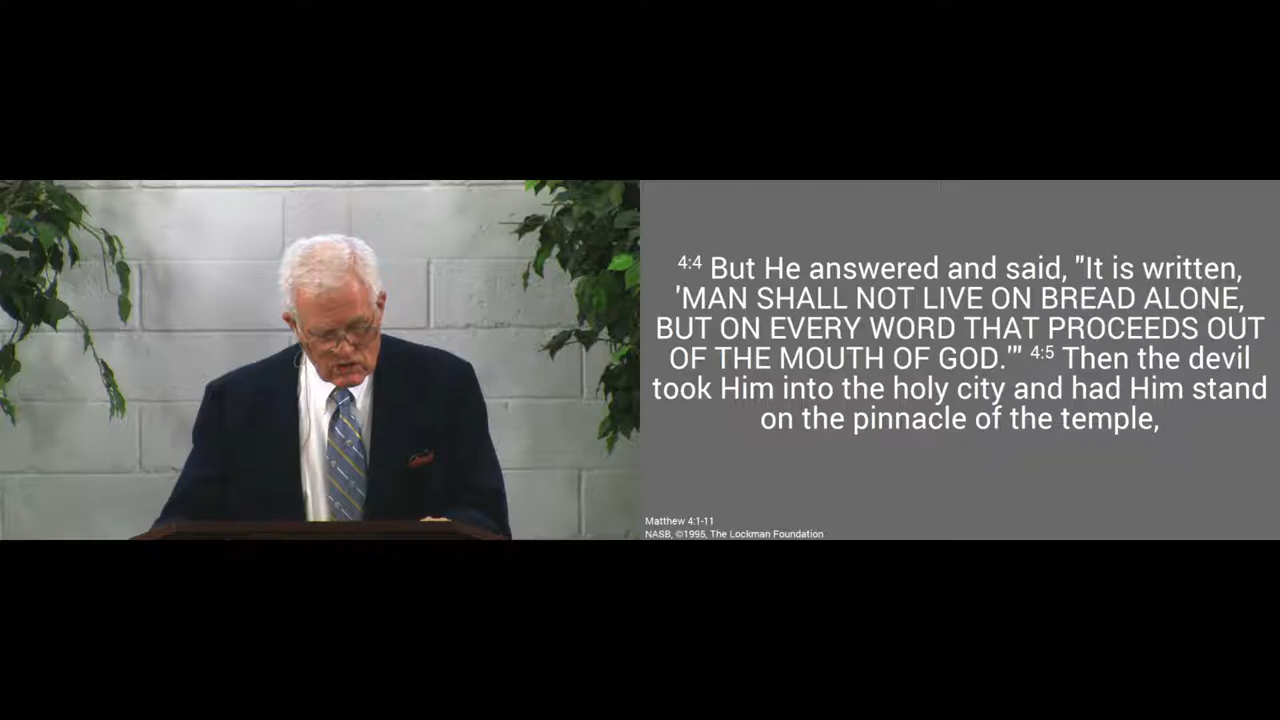 4:4 But He answered and said, "It is written,
'MAN SHALL NOT LIVE ON BREAD ALONE,
BUT ON EVERY WORD THAT PROCEEDS OUT
OF THE MOUTH OF GOD.'" 4:5 Then the devil
took Him into the holy city and had Him stand
on the pinnacle of the temple,
Matthew 4:1-11
NASB, ©1995, The Lockman Foundation